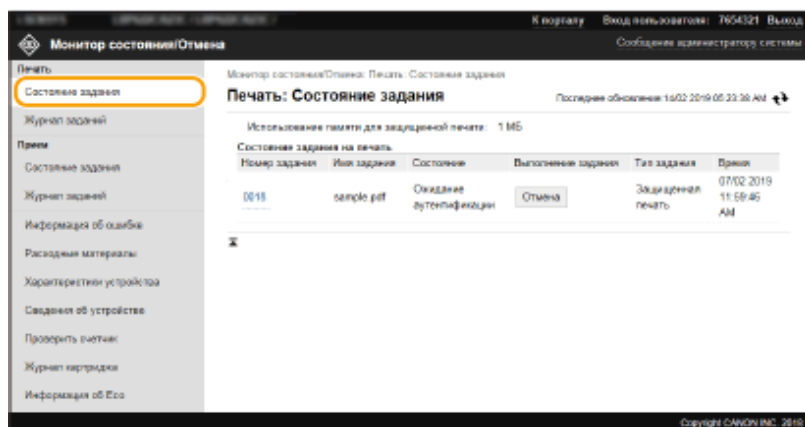 К порталу Вход пользователя: 7654321 Выход
Монитор состояния/Отмена Сообщение администратору системы
Печать
Состояние задания
Журнал заданий
Прием
Состояние задания
Журнал заданий
Информация об ошибке
Расходные материалы
Характеристики устройства
Сведения об устройстве
Проверить счетчик
Журнал картриджа
Информация об Eco
Монитор состояния/Отмена: Печать: Состояние задания
Печать: Состояние задания Последнее обновление: 14/02 2019 05:23:38 AM
Использование памяти для защищенной печати: 1 МБ
Состояние задания на печать
Номер задания Имя задания Состояние Выполнение задания Тип задания Время
0018 sample.pdf Ожидание аутентификации Отмена Защищенная печать 07/02 2019 11:59:46 AM
Copyright CANON INC. 2018